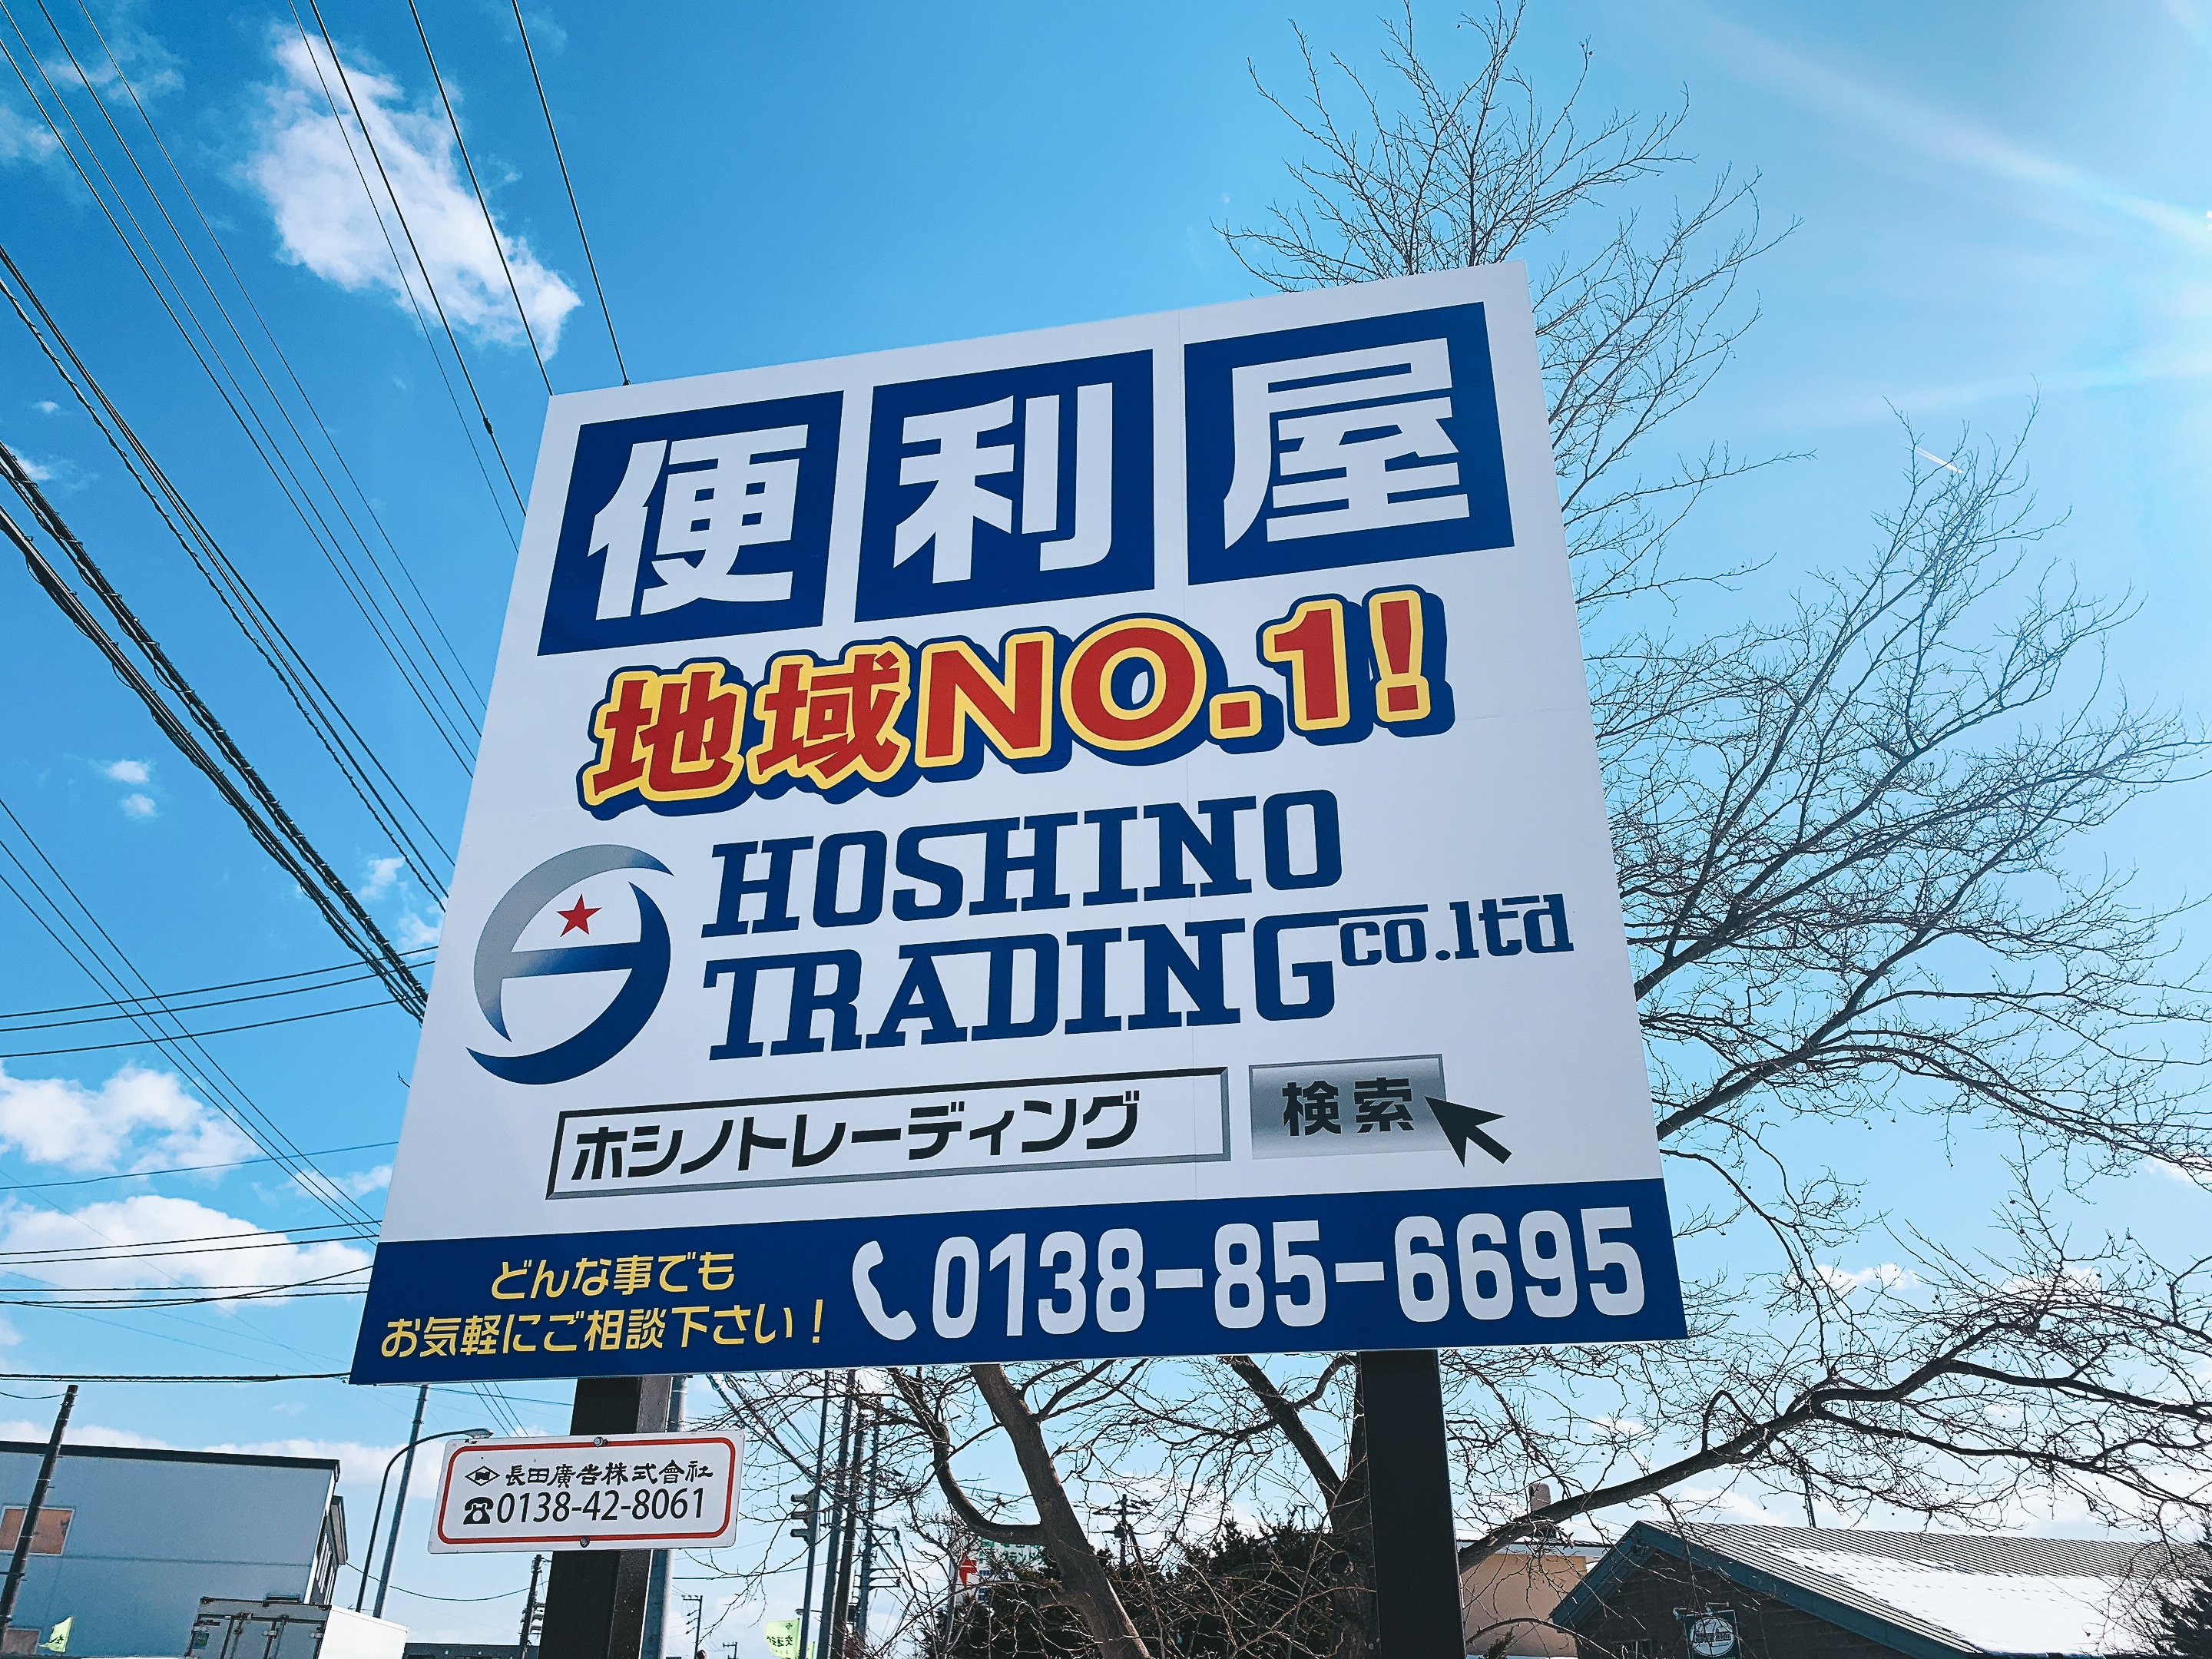 便利屋
地域NO.1!
HOSHINO
TRADING co.ltd
ホシノトレーディング 検索
どんな事でも
お気軽にご相談下さい！
0138-85-6695
長田廣告株式會社
☎0138-42-8061